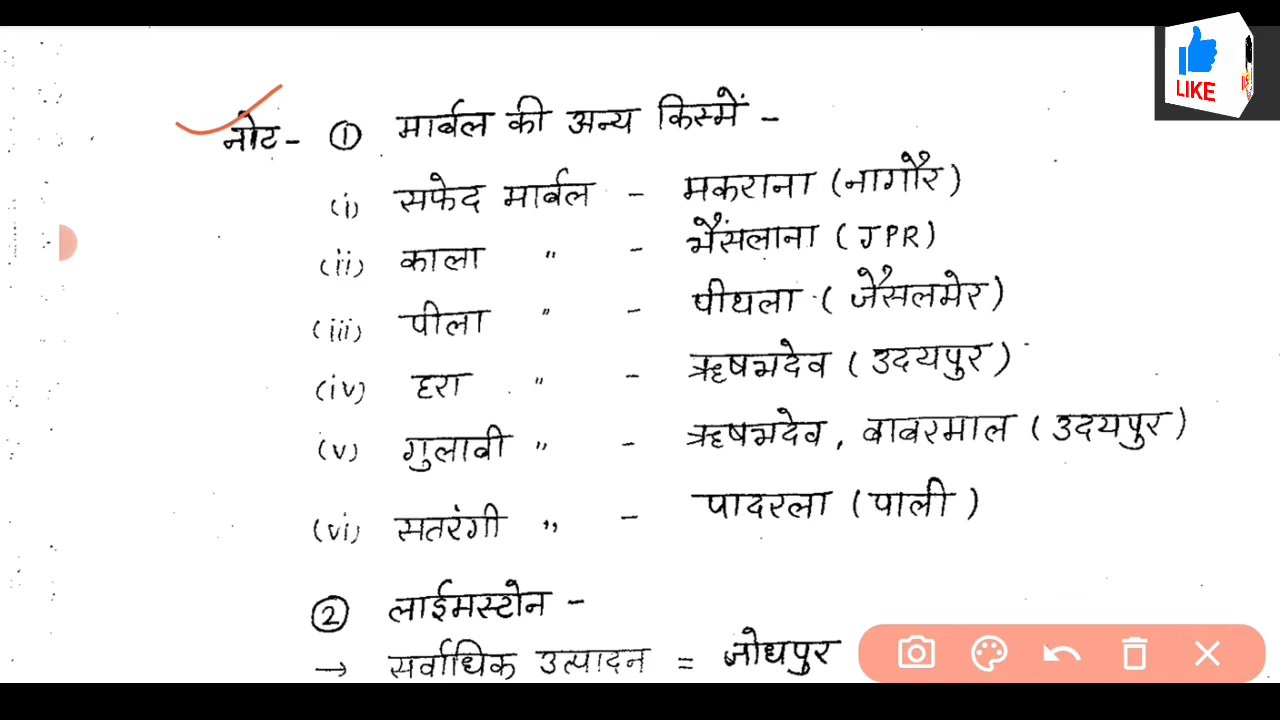 LIKE
नोट- ① मार्बल की अन्य किस्में -
(i) सफेद मार्बल - मकराना (नागौर)
(ii) काला " - भैंसलाना (JPR)
(iii) पीला " - पीथला (जैसलमेर)
(iv) हरा " - ऋषभदेव (उदयपुर)
(v) गुलाबी " - ऋषभदेव, बाबरमाल (उदयपुर)
(vi) सतरंगी " - पादरला (पाली)
② लाईमस्टोन -
→ सर्वाधिक उत्पादन = जोधपुर